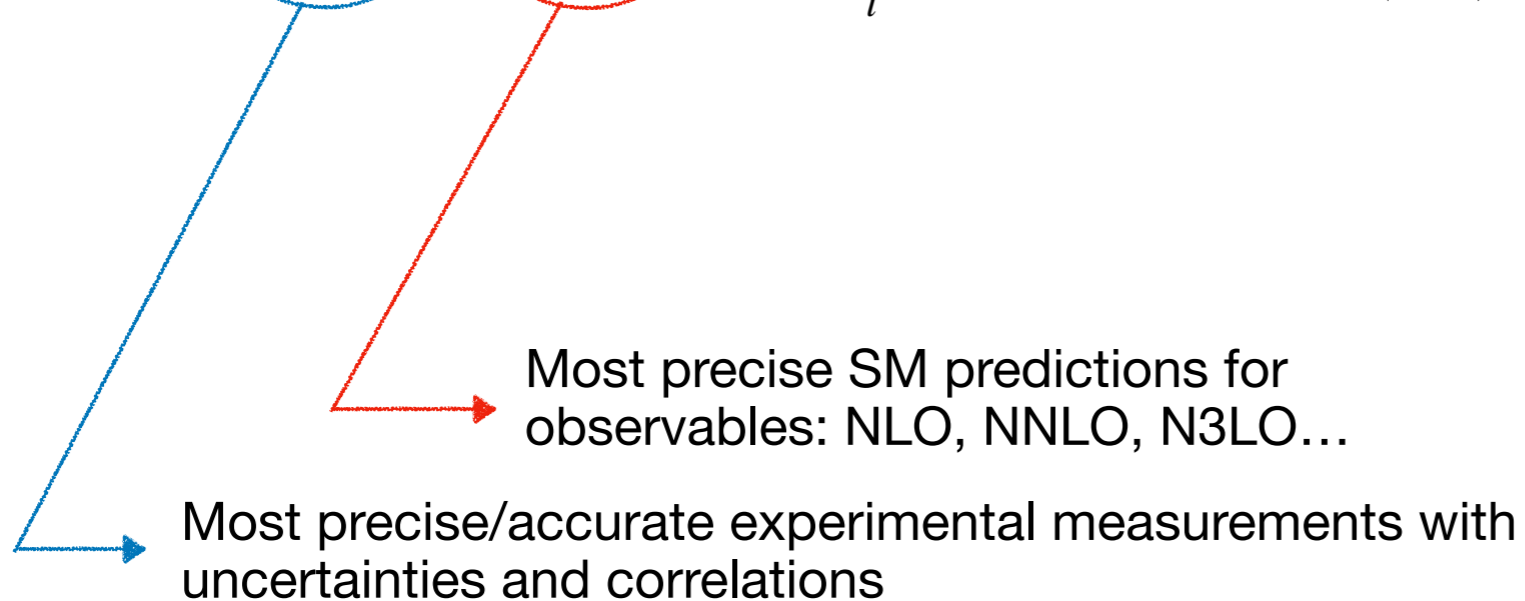 i
Most precise SM predictions for
observables: NLO, NNLO, N3LO…
Most precise/accurate experimental measurements with
uncertainties and correlations